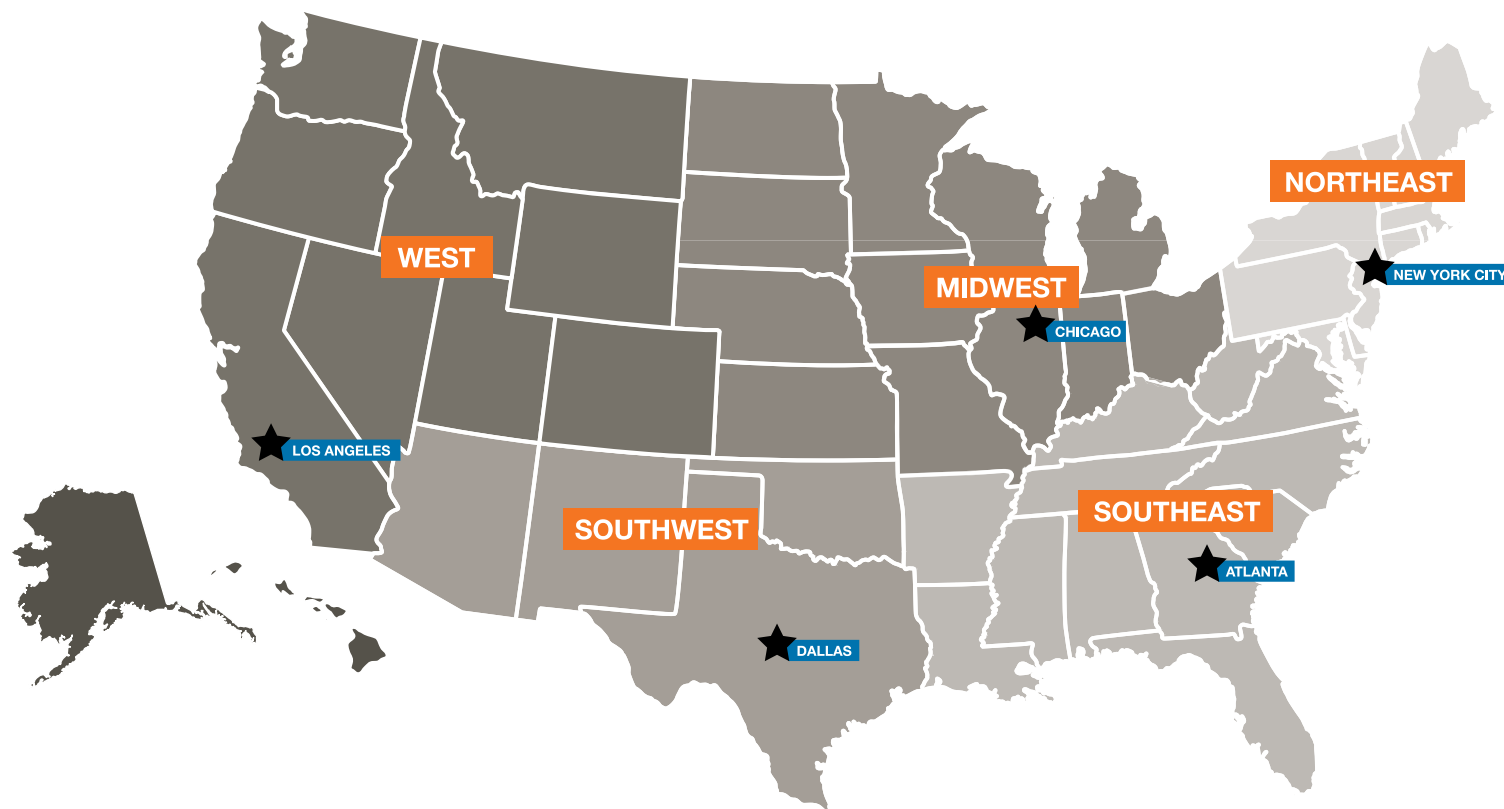 NORTHEAST
WEST
NEW YORK CITY
MIDWEST
CHICAGO
LOS ANGELES
SOUTHEAST
SOUTHWEST
ATLANTA
DALLAS